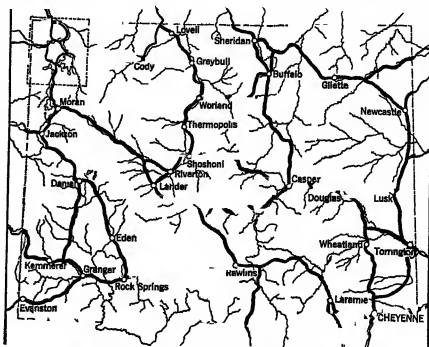 Lovell
Sheridan
Cody
Greybull
Buffalo
Gillette
Moran
Worland
Newcastle
Jackson
Thermopolis
Shoshoni
Riverton
Lander
Daniel
Casper
Douglas
Lusk
Eden
Wheatland
Torrington
Kemmerer
Granger
Rock Springs
Rawlins
Evanston
Laramie
CHEYENNE